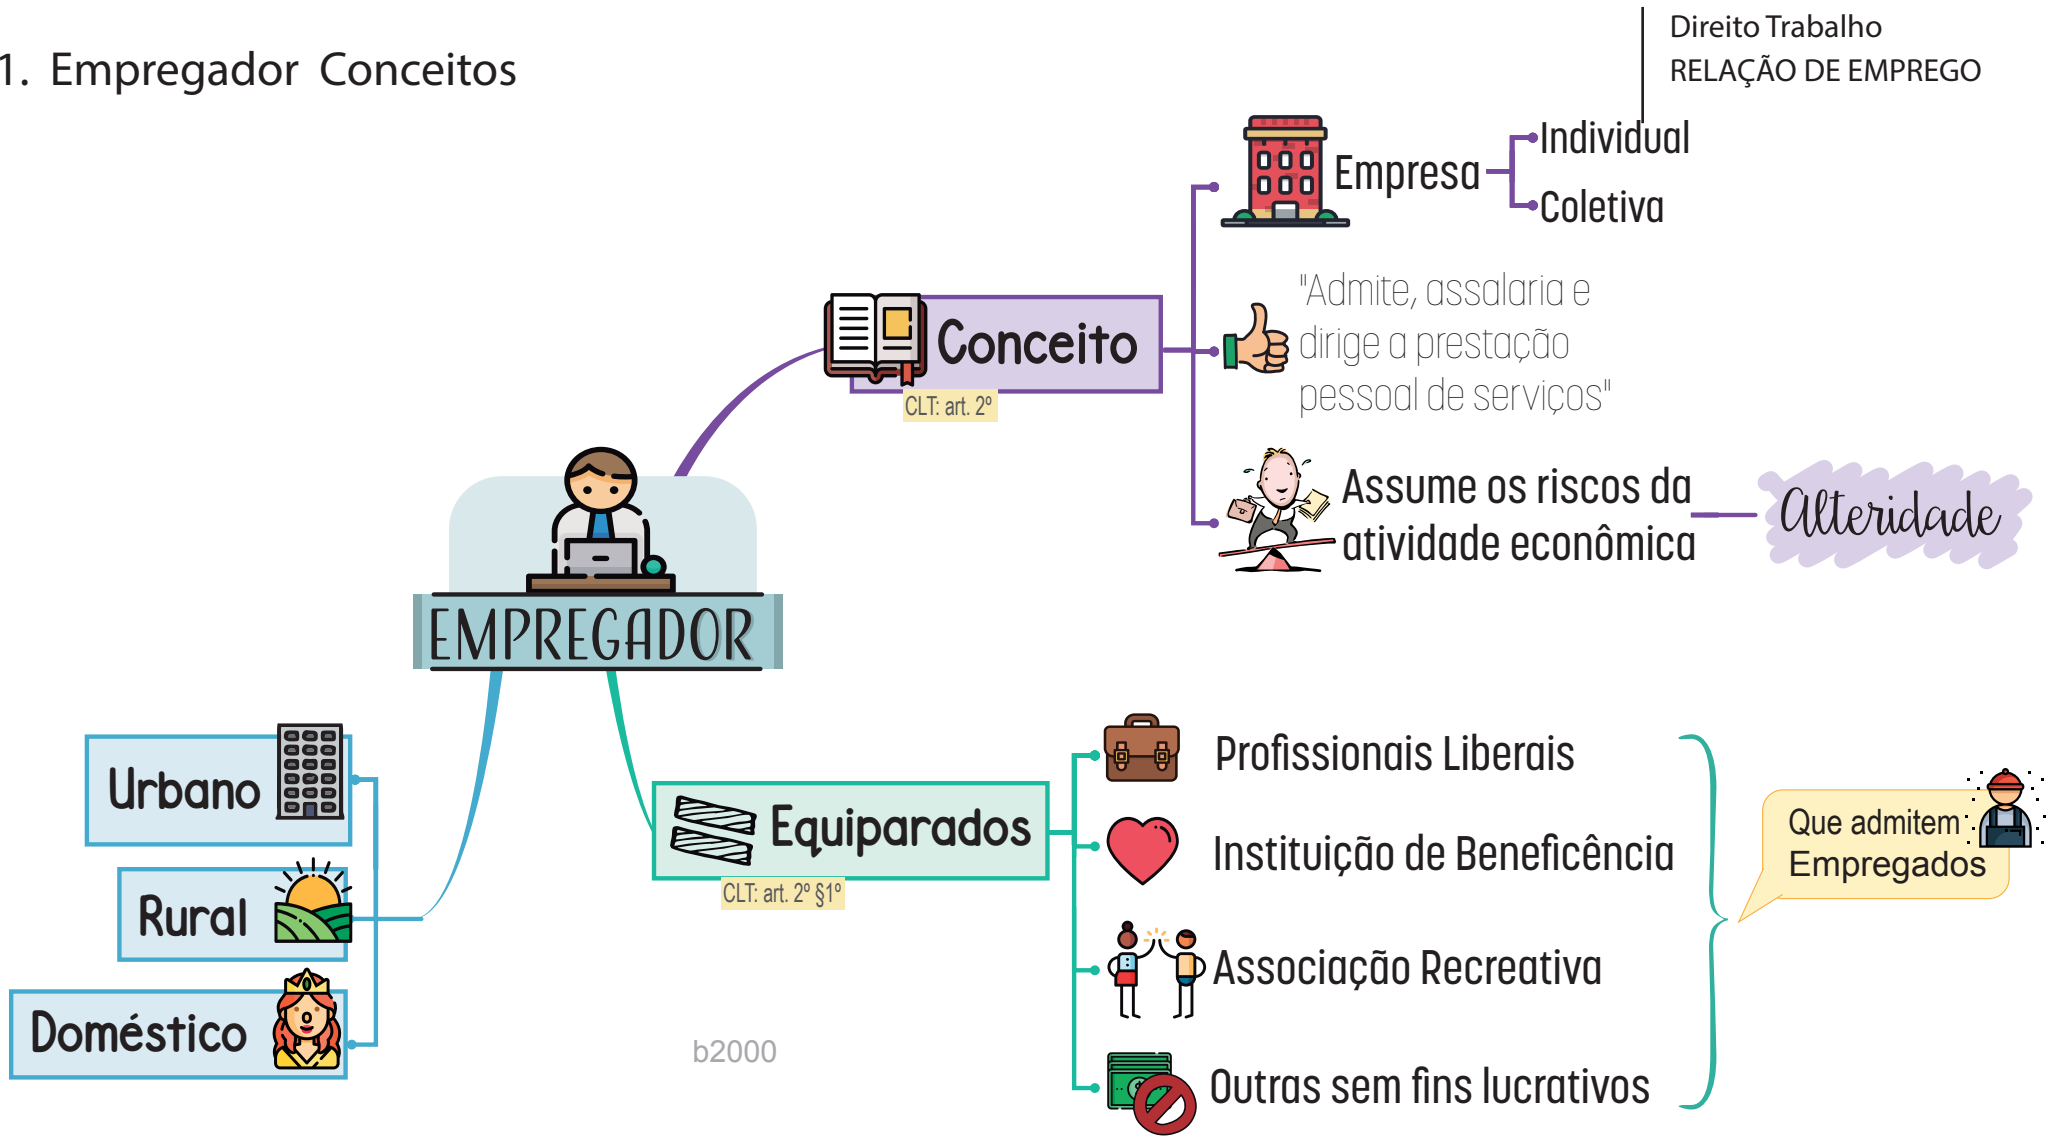 1. Empregador Conceitos
Direito Trabalho
RELAÇÃO DE EMPREGO
Empresa
Individual
Coletiva
Conceito
CLT: art. 2º
"Admite, assalaria e
dirige a prestação
pessoal de serviços"
Assume os riscos da
atividade econômica
Alteridade
EMPREGADOR
Urbano
Rural
Doméstico
Equiparados
CLT: art. 2º §1º
Profissionais Liberais
Instituição de Beneficência
Associação Recreativa
Outras sem fins lucrativos
Que admitem
Empregados
b2000